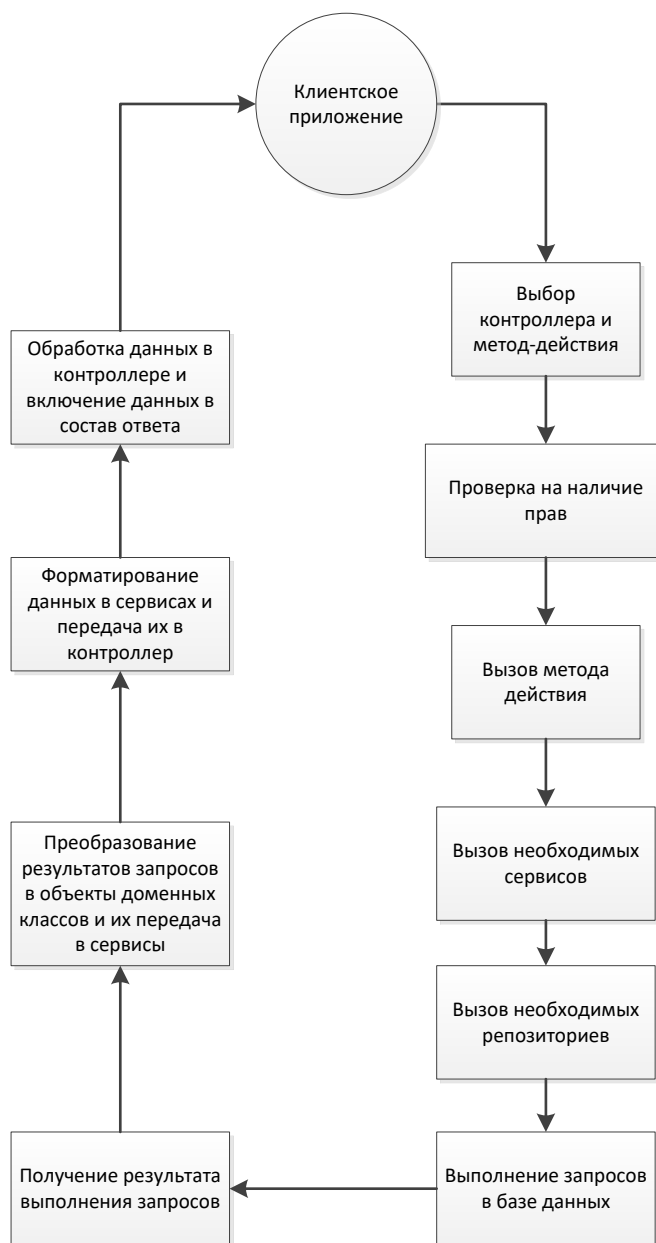 Клиентское
приложение
Выбор
контроллера и
метод-действия
Проверка на наличие
прав
Вызов метода
действия
Вызов необходимых
сервисов
Вызов необходимых
репозиториев
Выполнение запросов
в базе данных
Получение результата
выполнения запросов
Преобразование
результатов запросов
в объекты доменных
классов и их передача
в сервисы
Форматирование
данных в сервисах и
передача их в
контроллер
Обработка данных в
контроллере и
включение данных в
состав ответа